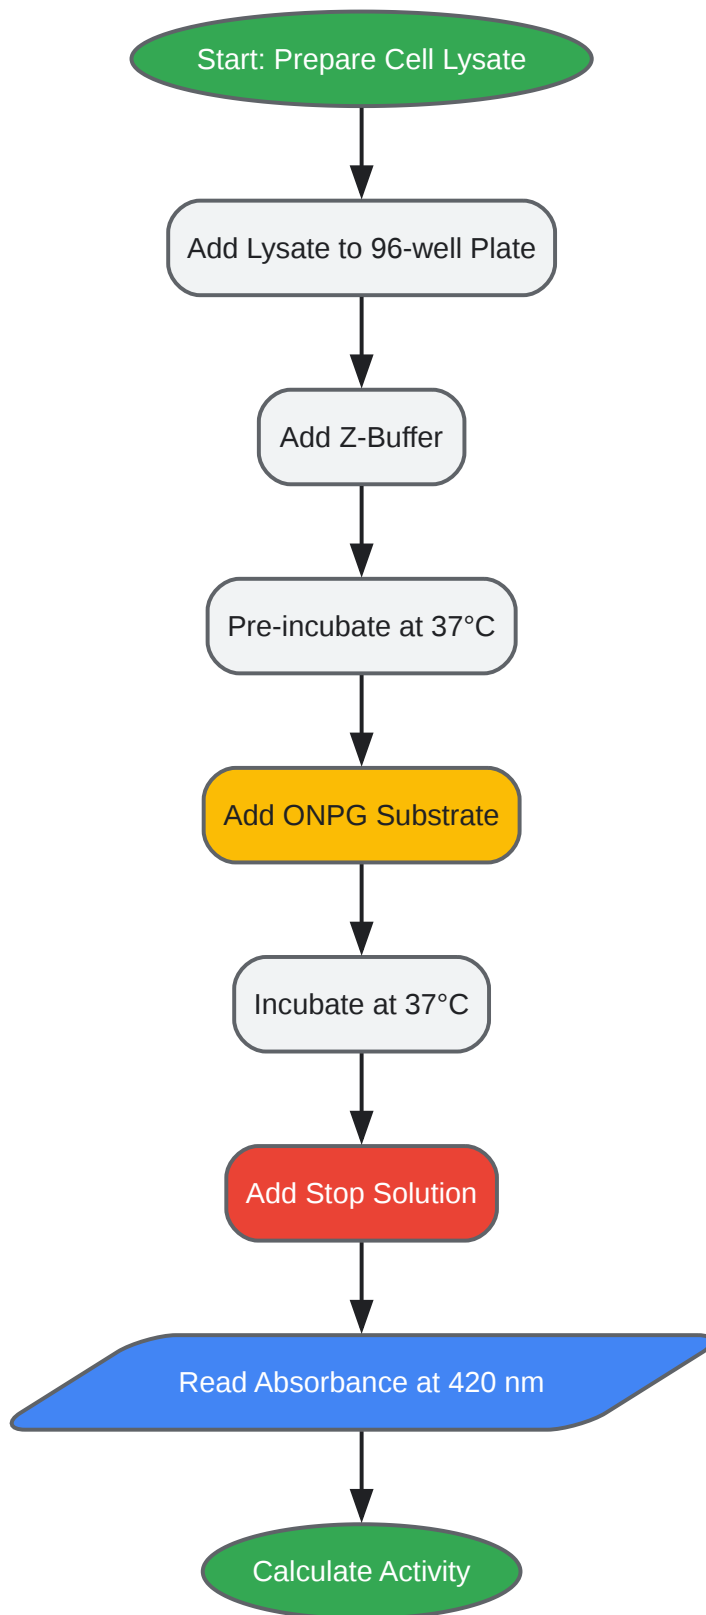 Start: Prepare Cell Lysate
Add Lysate to 96-well Plate
Add Z-Buffer
Pre-incubate at 37°C
Add ONPG Substrate
Incubate at 37°C
Add Stop Solution
Read Absorbance at 420 nm
Calculate Activity